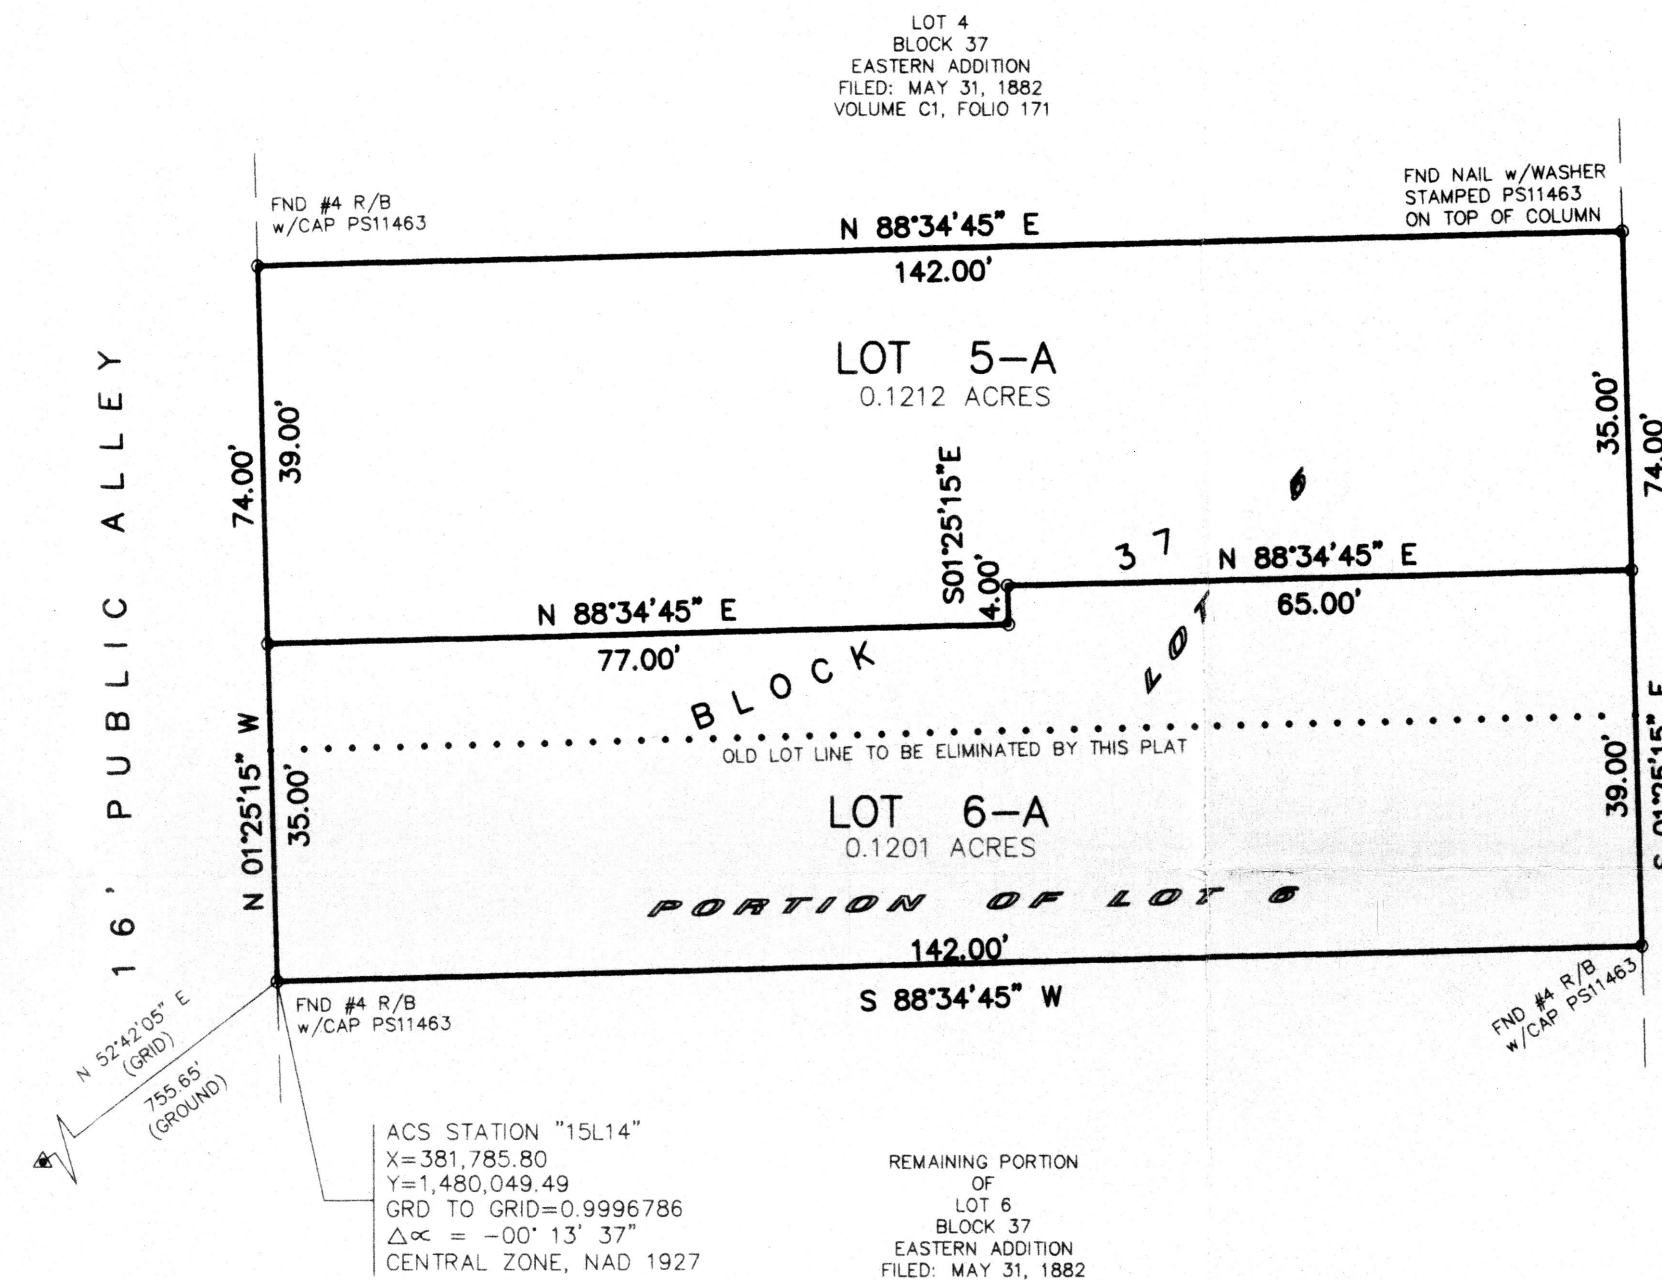 LOT 4
BLOCK 37
EASTERN ADDITION
FILED: MAY 31, 1882
VOLUME C1, FOLIO 171
FND #4 R/B
w/CAP PS11463
FND NAIL w/WASHER
STAMPED PS11463
ON TOP OF COLUMN
N 88°34'45" E
142.00'
LOT 5-A
0.1212 ACRES
16' PUBLIC ALLEY
74.00'
39.00'
35.00'
74.00'
S01°25'15"E
4.00'
6
37
N 88°34'45" E
65.00'
N 88°34'45" E
77.00'
BLOCK
LOT
OLD LOT LINE TO BE ELIMINATED BY THIS PLAT
N 01°25'15" W
35.00'
39.00'
S 01°25'15" E
LOT 6-A
0.1201 ACRES
PORTION OF LOT 6
142.00'
S 88°34'45" W
FND #4 R/B
w/CAP PS11463
FND #4 R/B
w/CAP PS11463
N 52°42'05" E
(GRID)
755.65'
(GROUND)
ACS STATION "15L14"
X=381,785.80
Y=1,480,049.49
GRD TO GRID=0.9996786
△∝ = -00° 13' 37"
CENTRAL ZONE, NAD 1927
REMAINING PORTION
OF
LOT 6
BLOCK 37
EASTERN ADDITION
FILED: MAY 31, 1882